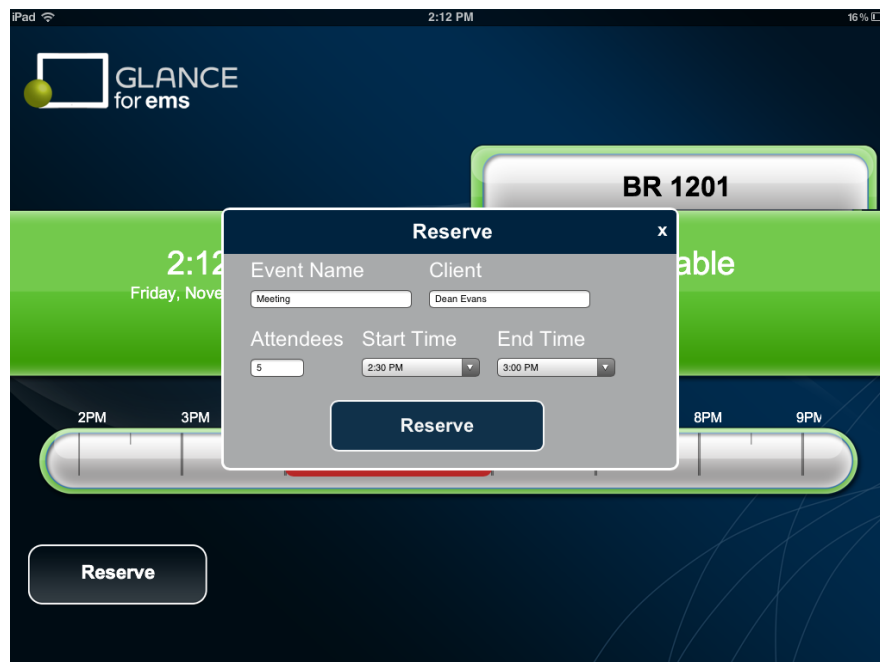 iPad 2:12 PM 16%
GLANCE
for ems
BR 1201
Reserve x
2:12 able
Friday, Nove
Event Name Client
Meeting Dean Evans
Attendees Start Time End Time
5 2:30 PM 3:00 PM
Reserve
2PM 3PM 8PM 9PM
Reserve